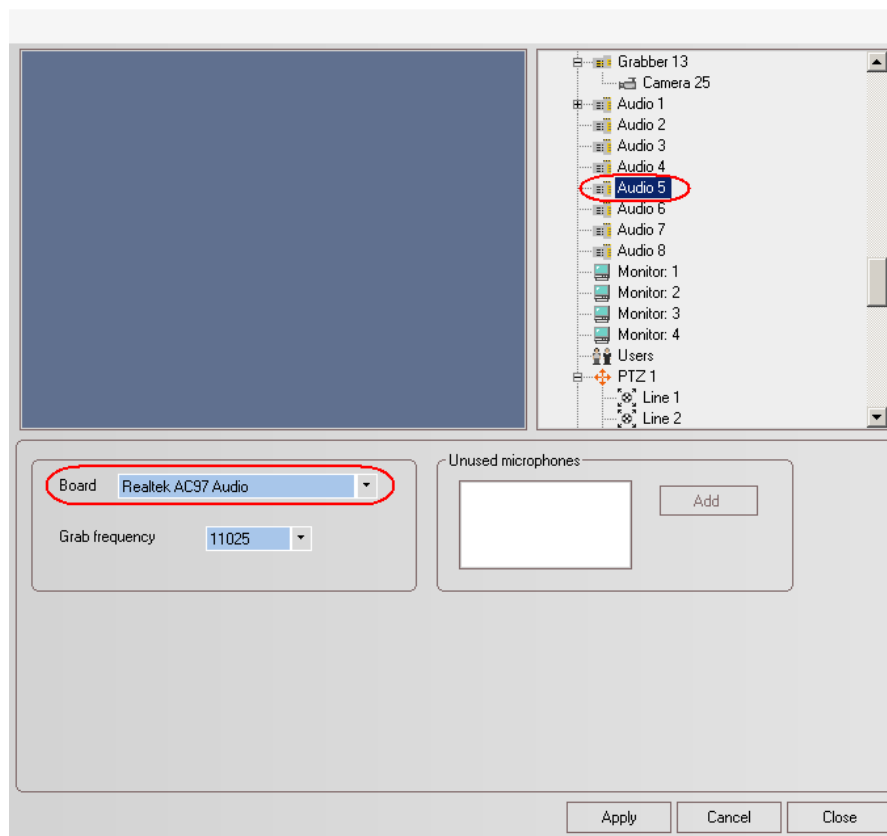 Grabber 13
Camera 25
Audio 1
Audio 2
Audio 3
Audio 4
Audio 5
Audio 6
Audio 7
Audio 8
Monitor: 1
Monitor: 2
Monitor: 3
Monitor: 4
Users
PTZ 1
Line 1
Line 2
Board Realtek AC97 Audio
Grab frequency 11025
Unused microphones
Add
Apply Cancel Close